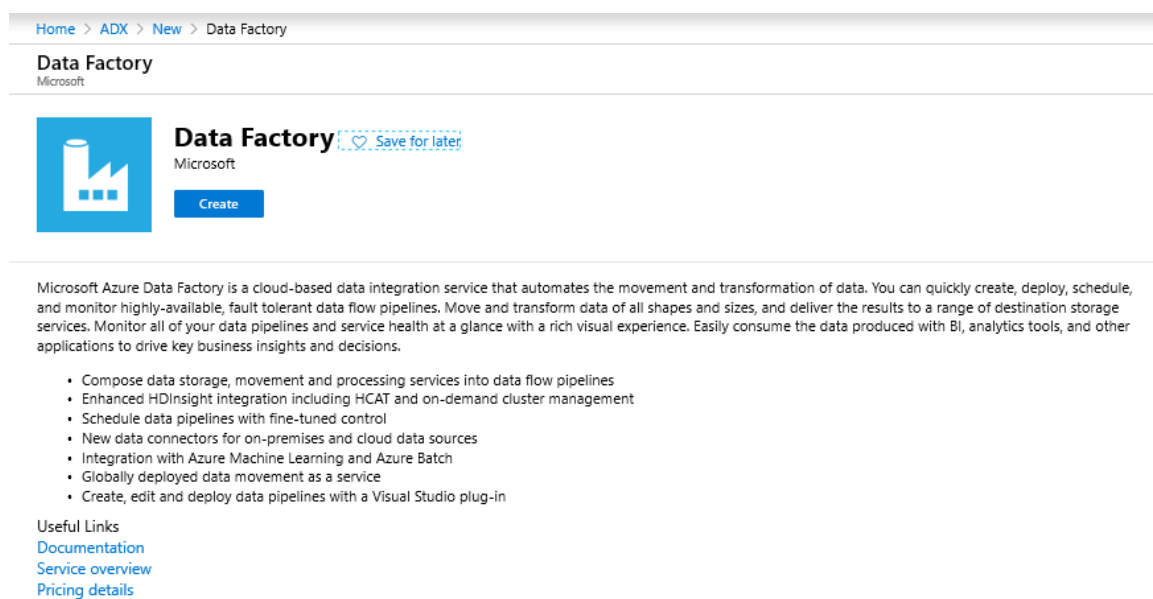 Home > ADX > New > Data Factory
Data Factory
Microsoft
Data Factory
Save for later
Microsoft
Create
Microsoft Azure Data Factory is a cloud-based data integration service that automates the movement and transformation of data. You can quickly create, deploy, schedule,
and monitor highly-available, fault tolerant data flow pipelines. Move and transform data of all shapes and sizes, and deliver the results to a range of destination storage
services. Monitor all of your data pipelines and service health at a glance with a rich visual experience. Easily consume the data produced with BI, analytics tools, and other
applications to drive key business insights and decisions.
• Compose data storage, movement and processing services into data flow pipelines
• Enhanced HDInsight integration including HCAT and on-demand cluster management
• Schedule data pipelines with fine-tuned control
• New data connectors for on-premises and cloud data sources
• Integration with Azure Machine Learning and Azure Batch
• Globally deployed data movement as a service
• Create, edit and deploy data pipelines with a Visual Studio plug-in
Useful Links
Documentation
Service overview
Pricing details